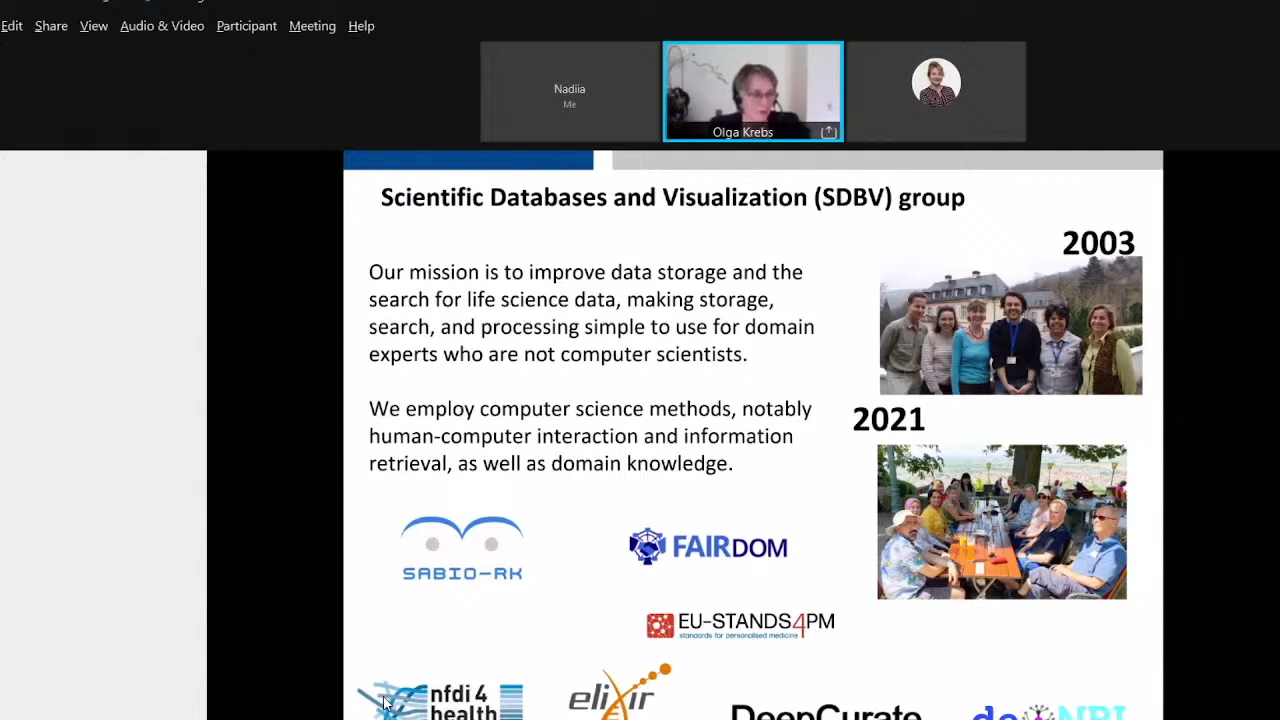 Edit Share View Audio & Video Participant Meeting Help
Nadiia
Me
Olga Krebs
Scientific Databases and Visualization (SDBV) group
2003
Our mission is to improve data storage and the
search for life science data, making storage,
search, and processing simple to use for domain
experts who are not computer scientists.
2021
We employ computer science methods, notably
human-computer interaction and information
retrieval, as well as domain knowledge.
SABIO-RK
FAIRDOM
EU-STANDS4PM
standards for personalised medicine
nfdi 4
health
elixir
DeepCurate
de NBI